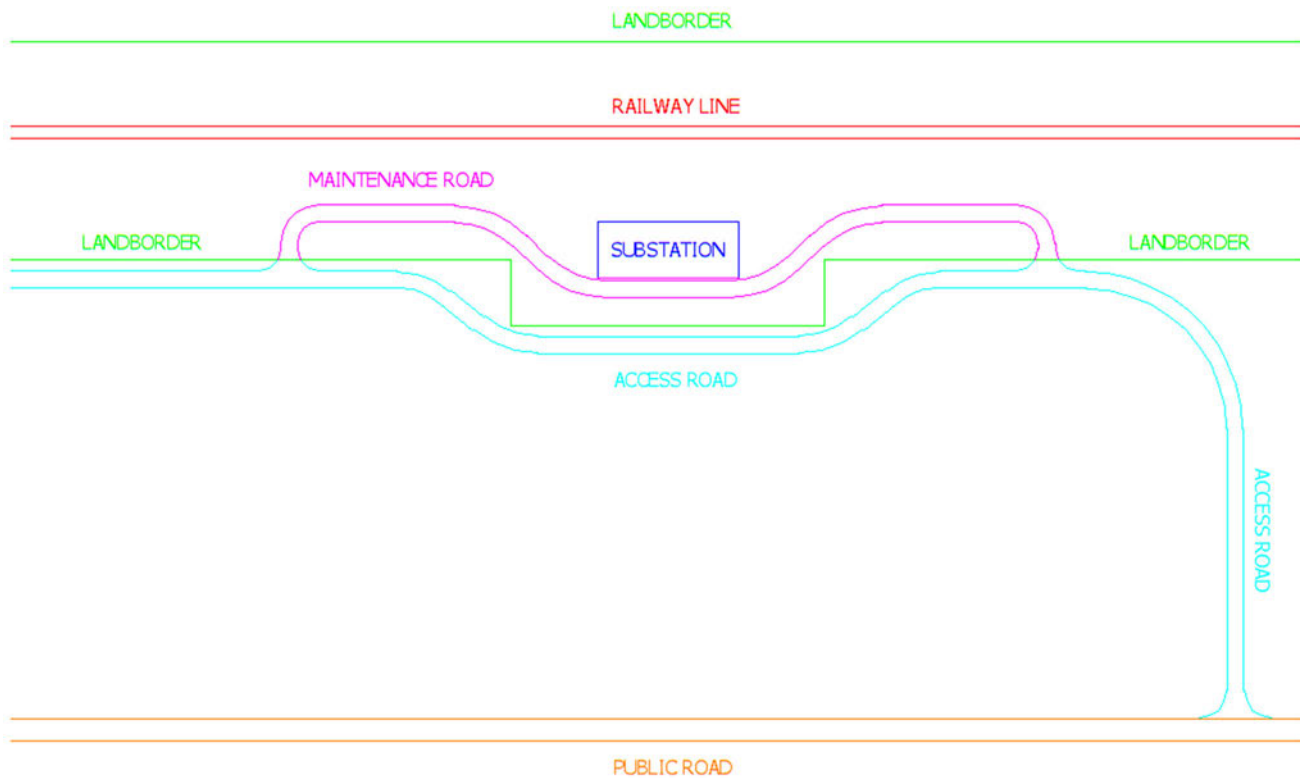 LANDBORDER
RAILWAY LINE
MAINTENANCE ROAD
LANDBORDER
SUBSTATION
LANDBORDER
ACCESS ROAD
ACCESS ROAD
PUBLIC ROAD